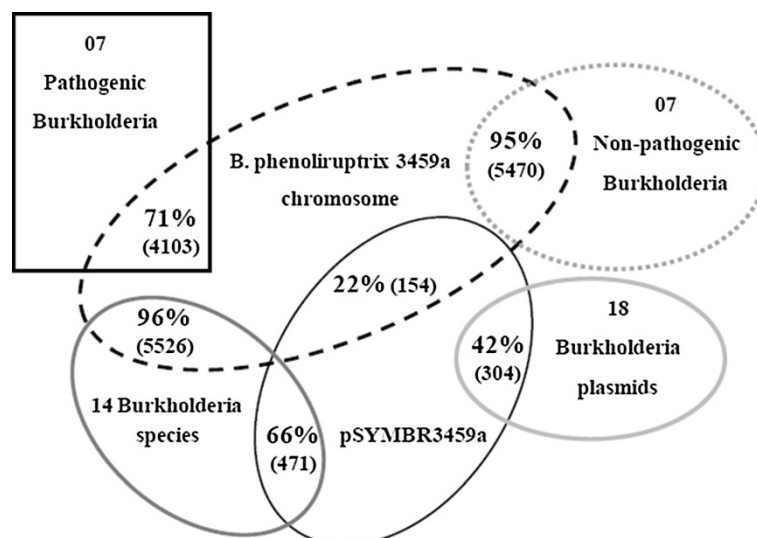 07
Pathogenic
Burkholderia
B. phenoliruptrix 3459a
chromosome
95%
(5470)
07
Non-pathogenic
Burkholderia
71%
(4103)
22% (154)
96%
(5526)
42%
(304)
18
Burkholderia
plasmids
14 Burkholderia
species
66%
(471)
pSYMBR3459a